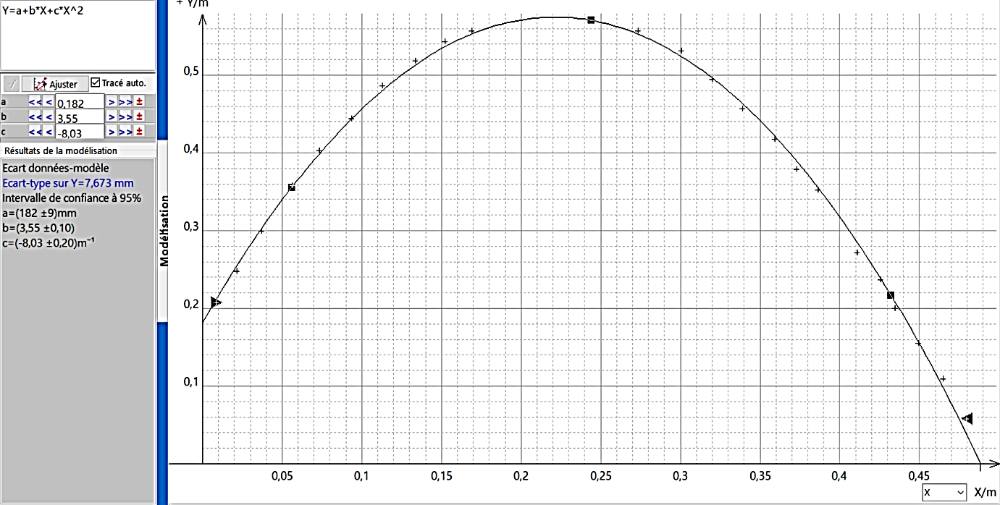 Y=a+b*X+c*X^2
Ajuster
Tracé auto.
a << < 0,182 > >> ±
b << < 3,55 > >> ±
c << < -8,03 > >> ±
Résultats de la modélisation
Ecart données-modèle
Ecart-type sur Y=7,673 mm
Intervalle de confiance à 95%
a=(182 ±9)mm
b=(3,55 ±0,10)
c=(-8,03 ±0,20)m⁻¹
Modélisation
Y/m
0,5
0,4
0,3
0,2
0,1
0,05 0,1 0,15 0,2 0,25 0,3 0,35 0,4 0,45
x X/m